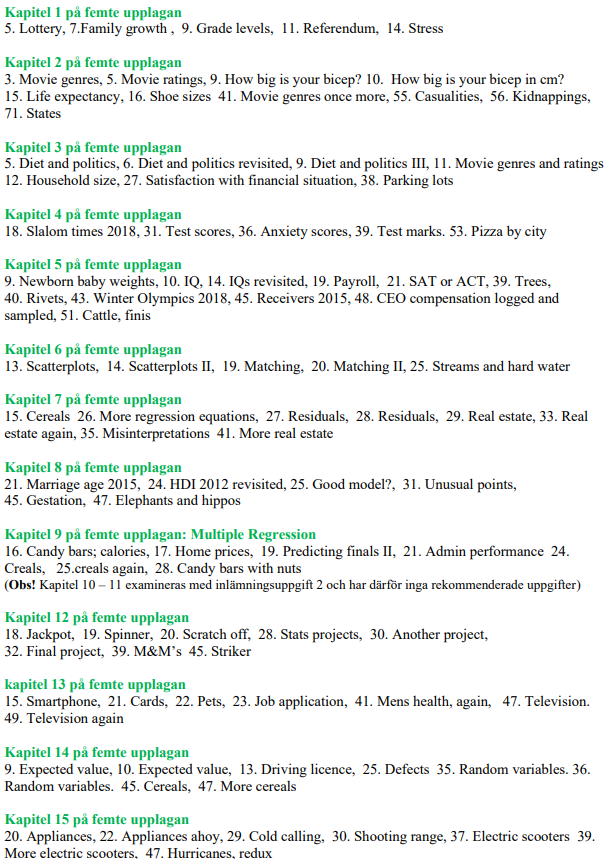 Kapitel 1 på femte upplagan
5. Lottery, 7.Family growth , 9. Grade levels, 11. Referendum, 14. Stress
Kapitel 2 på femte upplagan
3. Movie genres, 5. Movie ratings, 9. How big is your bicep? 10. How big is your bicep in cm?
15. Life expectancy, 16. Shoe sizes 41. Movie genres once more, 55. Casualities, 56. Kidnappings,
71. States
Kapitel 3 på femte upplagan
5. Diet and politics, 6. Diet and politics revisited, 9. Diet and politics III, 11. Movie genres and ratings
12. Household size, 27. Satisfaction with financial situation, 38. Parking lots
Kapitel 4 på femte upplagan
18. Slalom times 2018, 31. Test scores, 36. Anxiety scores, 39. Test marks. 53. Pizza by city
Kapitel 5 på femte upplagan
9. Newborn baby weights, 10. IQ, 14. IQs revisited, 19. Payroll, 21. SAT or ACT, 39. Trees,
40. Rivets, 43. Winter Olympics 2018, 45. Receivers 2015, 48. CEO compensation logged and
sampled, 51. Cattle, finis
Kapitel 6 på femte upplagan
13. Scatterplots, 14. Scatterplots II, 19. Matching, 20. Matching II, 25. Streams and hard water
Kapitel 7 på femte upplagan
15. Cereals 26. More regression equations, 27. Residuals, 28. Residuals, 29. Real estate, 33. Real
estate again, 35. Misinterpretations 41. More real estate
Kapitel 8 på femte upplagan
21. Marriage age 2015, 24. HDI 2012 revisited, 25. Good model?, 31. Unusual points,
45. Gestation, 47. Elephants and hippos
Kapitel 9 på femte upplagan: Multiple Regression
16. Candy bars; calories, 17. Home prices, 19. Predicting finals II, 21. Admin performance 24.
Creals, 25.creals again, 28. Candy bars with nuts
(Obs! Kapitel 10 – 11 examineras med inlämningsuppgift 2 och har därför inga rekommenderade uppgifter)
Kapitel 12 på femte upplagan
18. Jackpot, 19. Spinner, 20. Scratch off, 28. Stats projects, 30. Another project,
32. Final project, 39. M&M's 45. Striker
kapitel 13 på femte upplagan
15. Smartphone, 21. Cards, 22. Pets, 23. Job application, 41. Mens health, again, 47. Television.
49. Television again
Kapitel 14 på femte upplagan
9. Expected value, 10. Expected value, 13. Driving licence, 25. Defects 35. Random variables. 36.
Random variables. 45. Cereals, 47. More cereals
Kapitel 15 på femte upplagan
20. Appliances, 22. Appliances ahoy, 29. Cold calling, 30. Shooting range, 37. Electric scooters 39.
More electric scooters, 47. Hurricanes, redux